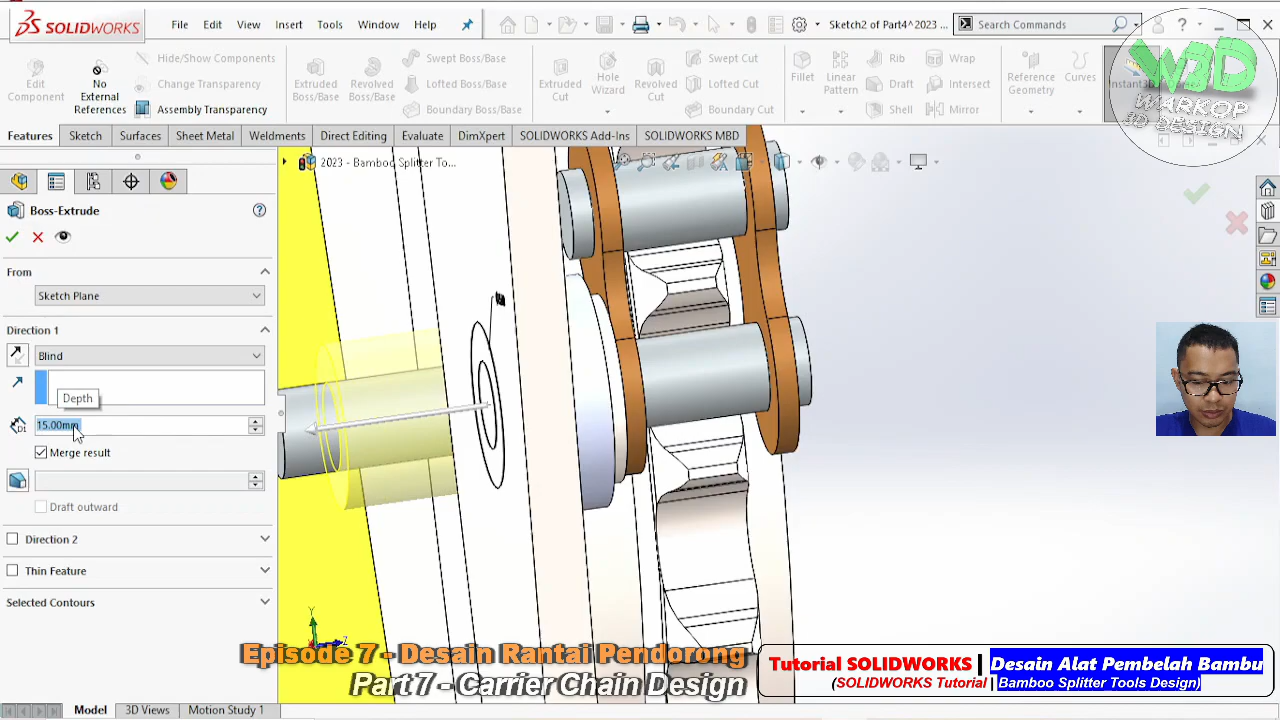 SOLIDWORKS
File Edit View Insert Tools Window Help
Sketch2 of Part4^2023 ...
Search Commands
Edit Component
No External References
Hide/Show Components
Change Transparency
Assembly Transparency
Extruded Boss/Base
Revolved Boss/Base
Swept Boss/Base
Lofted Boss/Base
Boundary Boss/Base
Extruded Cut
Hole Wizard
Revolved Cut
Swept Cut
Lofted Cut
Boundary Cut
Fillet
Linear Pattern
Rib
Draft
Shell
Wrap
Intersect
Mirror
Reference Geometry
Curves
Instant3D
W3D
WARKOP
3D DESIGN
Features Sketch Surfaces Sheet Metal Weldments Direct Editing Evaluate DimXpert SOLIDWORKS Add-Ins SOLIDWORKS MBD
2023 - Bamboo Splitter To...
Boss-Extrude
From
Sketch Plane
Direction 1
Blind
Depth
15.00mm
Merge result
Draft outward
Direction 2
Thin Feature
Selected Contours
Y
Z
Episode 7 - Desain Rantai Pendorong
Part 7 - Carrier Chain Design
Tutorial SOLIDWORKS | Desain Alat Pembelah Bambu
(SOLIDWORKS Tutorial | Bamboo Splitter Tools Design)
Model 3D Views Motion Study 1